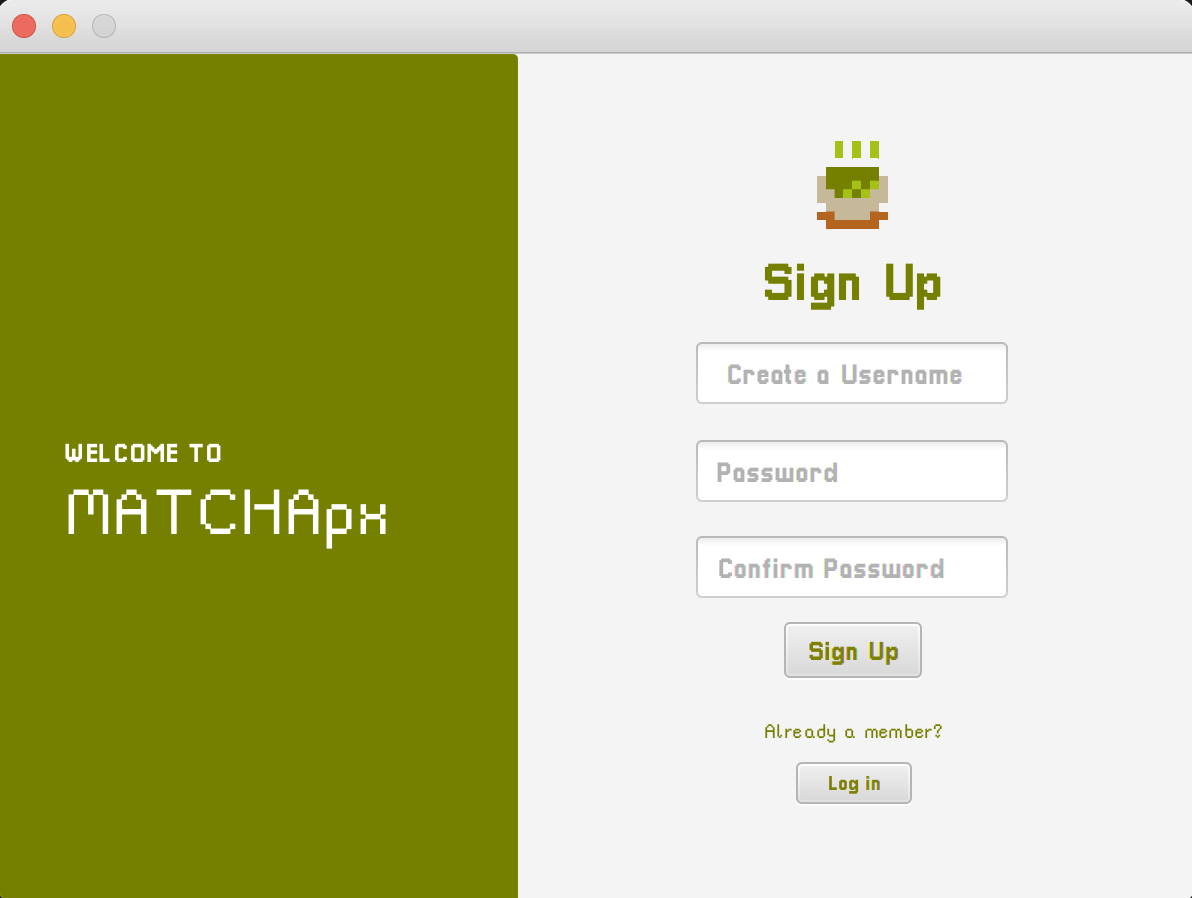 WELCOME TO
MATCHApx
Sign Up
Create a Username
Password
Confirm Password
Sign Up
Already a member?
Log in